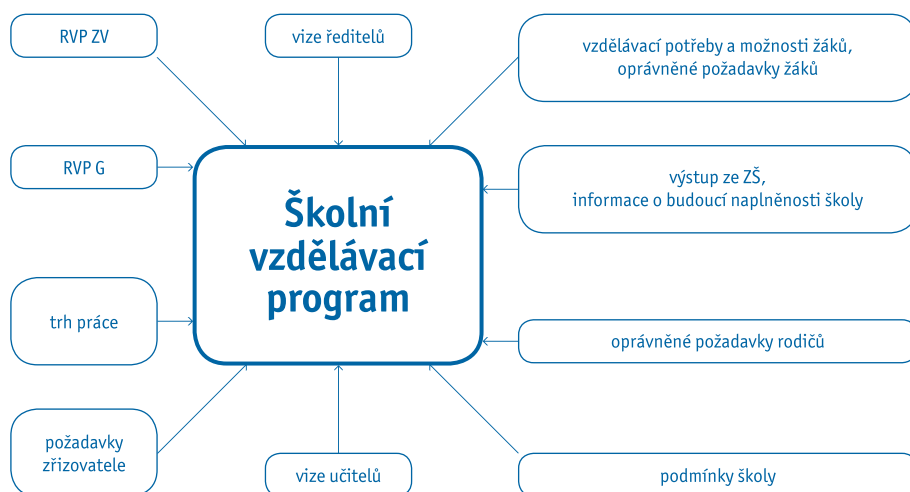 RVP ZV
vize ředitelů
vzdělávací potřeby a možnosti žáků,
oprávněné požadavky žáků
RVP G
Školní
vzdělávací
program
výstup ze ZŠ,
informace o budoucí naplněnosti školy
trh práce
oprávněné požadavky rodičů
požadavky
zřizovatele
vize učitelů
podmínky školy